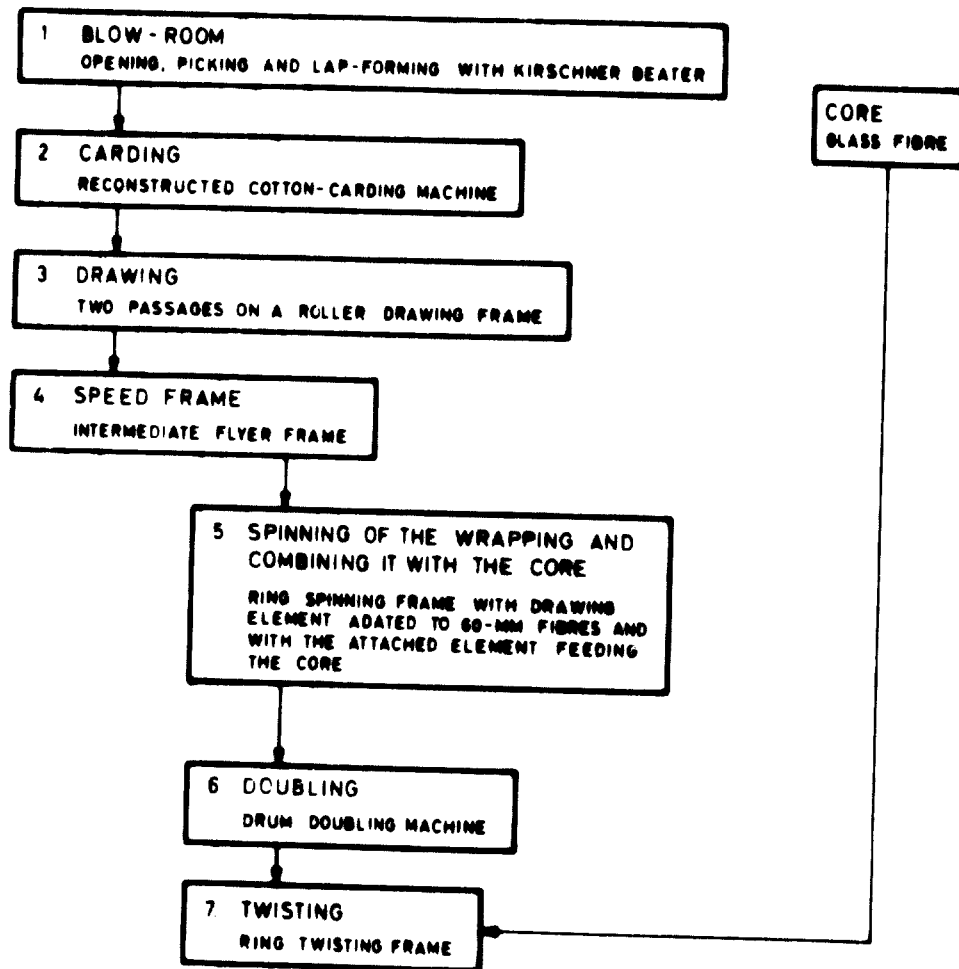 1 BLOW-ROOM
OPENING, PICKING AND LAP-FORMING WITH KIRSCHNER BEATER
CORE
GLASS FIBRE
2 CARDING
RECONSTRUCTED COTTON-CARDING MACHINE
3 DRAWING
TWO PASSAGES ON A ROLLER DRAWING FRAME
4 SPEED FRAME
INTERMEDIATE FLYER FRAME
5 SPINNING OF THE WRAPPING AND
COMBINING IT WITH THE CORE
RING SPINNING FRAME WITH DRAWING
ELEMENT ADATED TO 60-MM FIBRES AND
WITH THE ATTACHED ELEMENT FEEDING
THE CORE
6 DOUBLING
DRUM DOUBLING MACHINE
7 TWISTING
RING TWISTING FRAME